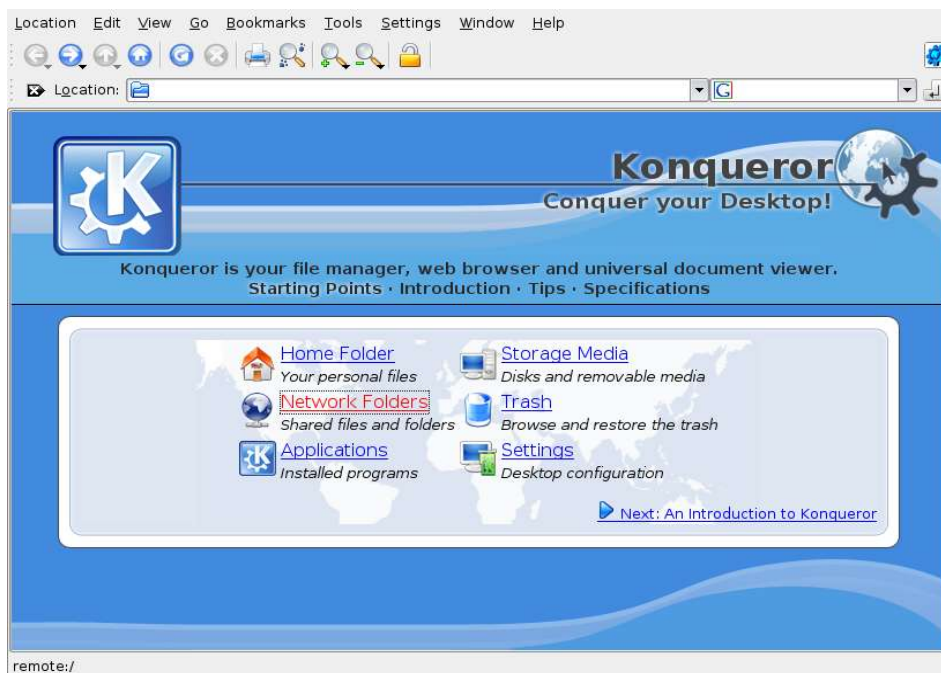 Location Edit View Go Bookmarks Tools Settings Window Help
Location:
Konqueror
Conquer your Desktop!
Konqueror is your file manager, web browser and universal document viewer.
Starting Points · Introduction · Tips · Specifications
Home Folder
Your personal files
Storage Media
Disks and removable media
Network Folders
Shared files and folders
Trash
Browse and restore the trash
Applications
Installed programs
Settings
Desktop configuration
Next: An Introduction to Konqueror
remote:/